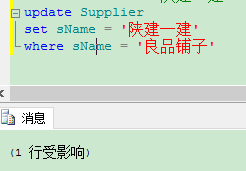 update Supplier
set sName = '陕建一建'
where sName = '良品铺子'
消息
(1 行受影响)